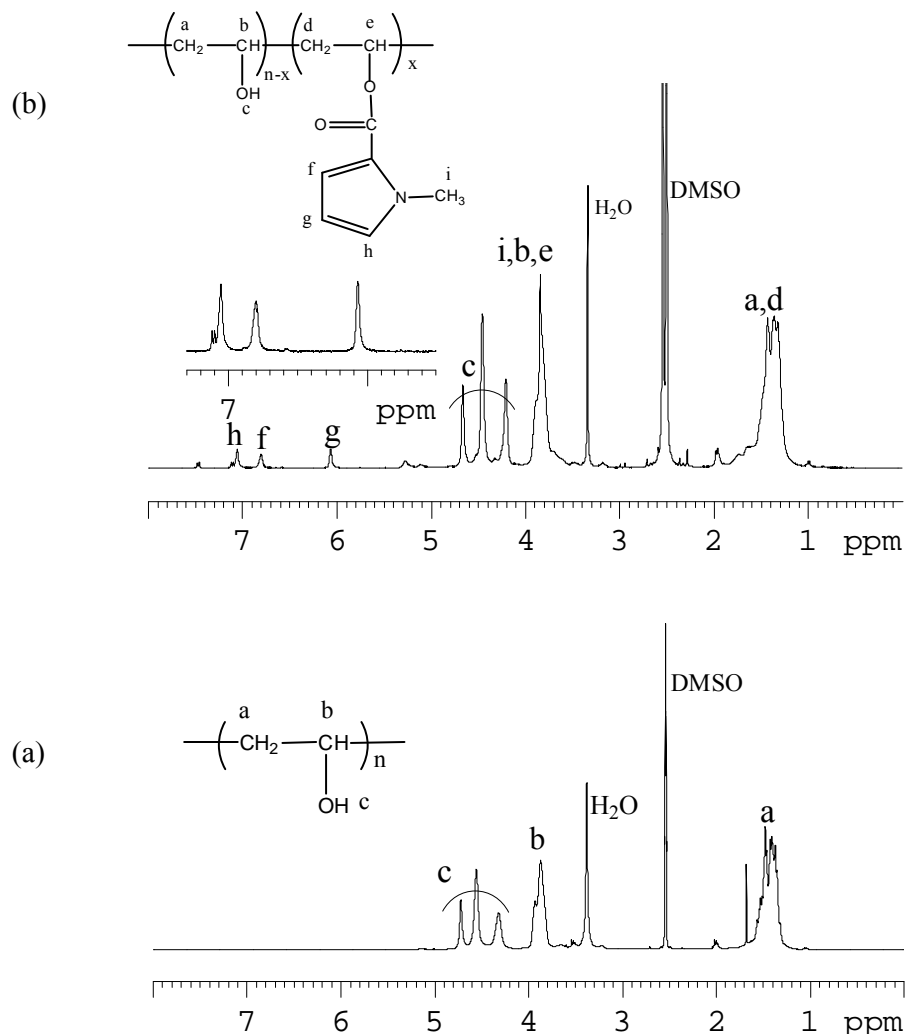 (b)
a b d e
CH₂ CH CH₂ CH
n-x x
OH O
c
O C
f i
N CH₃
g
h
H₂O
DMSO
i,b,e
a,d
c
7 ppm
h f g
7 6 5 4 3 2 1 ppm
(a)
a b
CH₂ CH
n
OH c
DMSO
H₂O
a
b
c
7 6 5 4 3 2 1 ppm